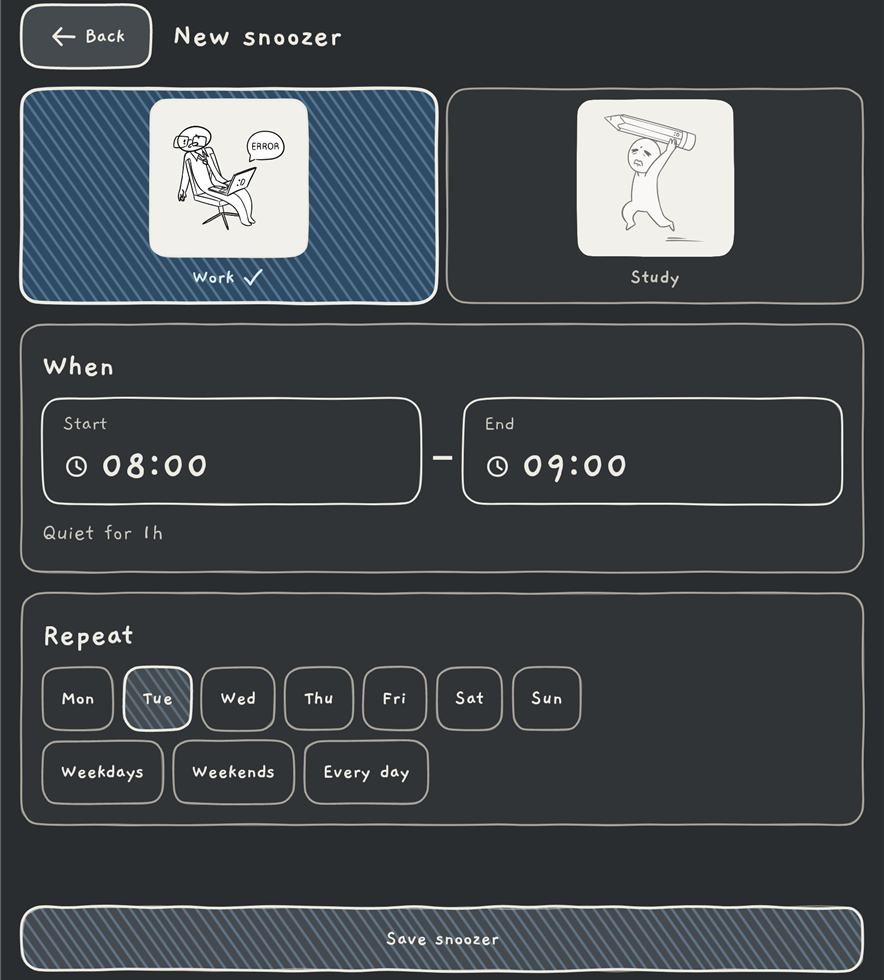 Back
New snoozer
ERROR
:D
:D
Work
Study
When
Start
08:00
–
End
09:00
Quiet for 1h
Repeat
Mon Tue Wed Thu Fri Sat Sun
Weekdays Weekends Every day
Save snoozer